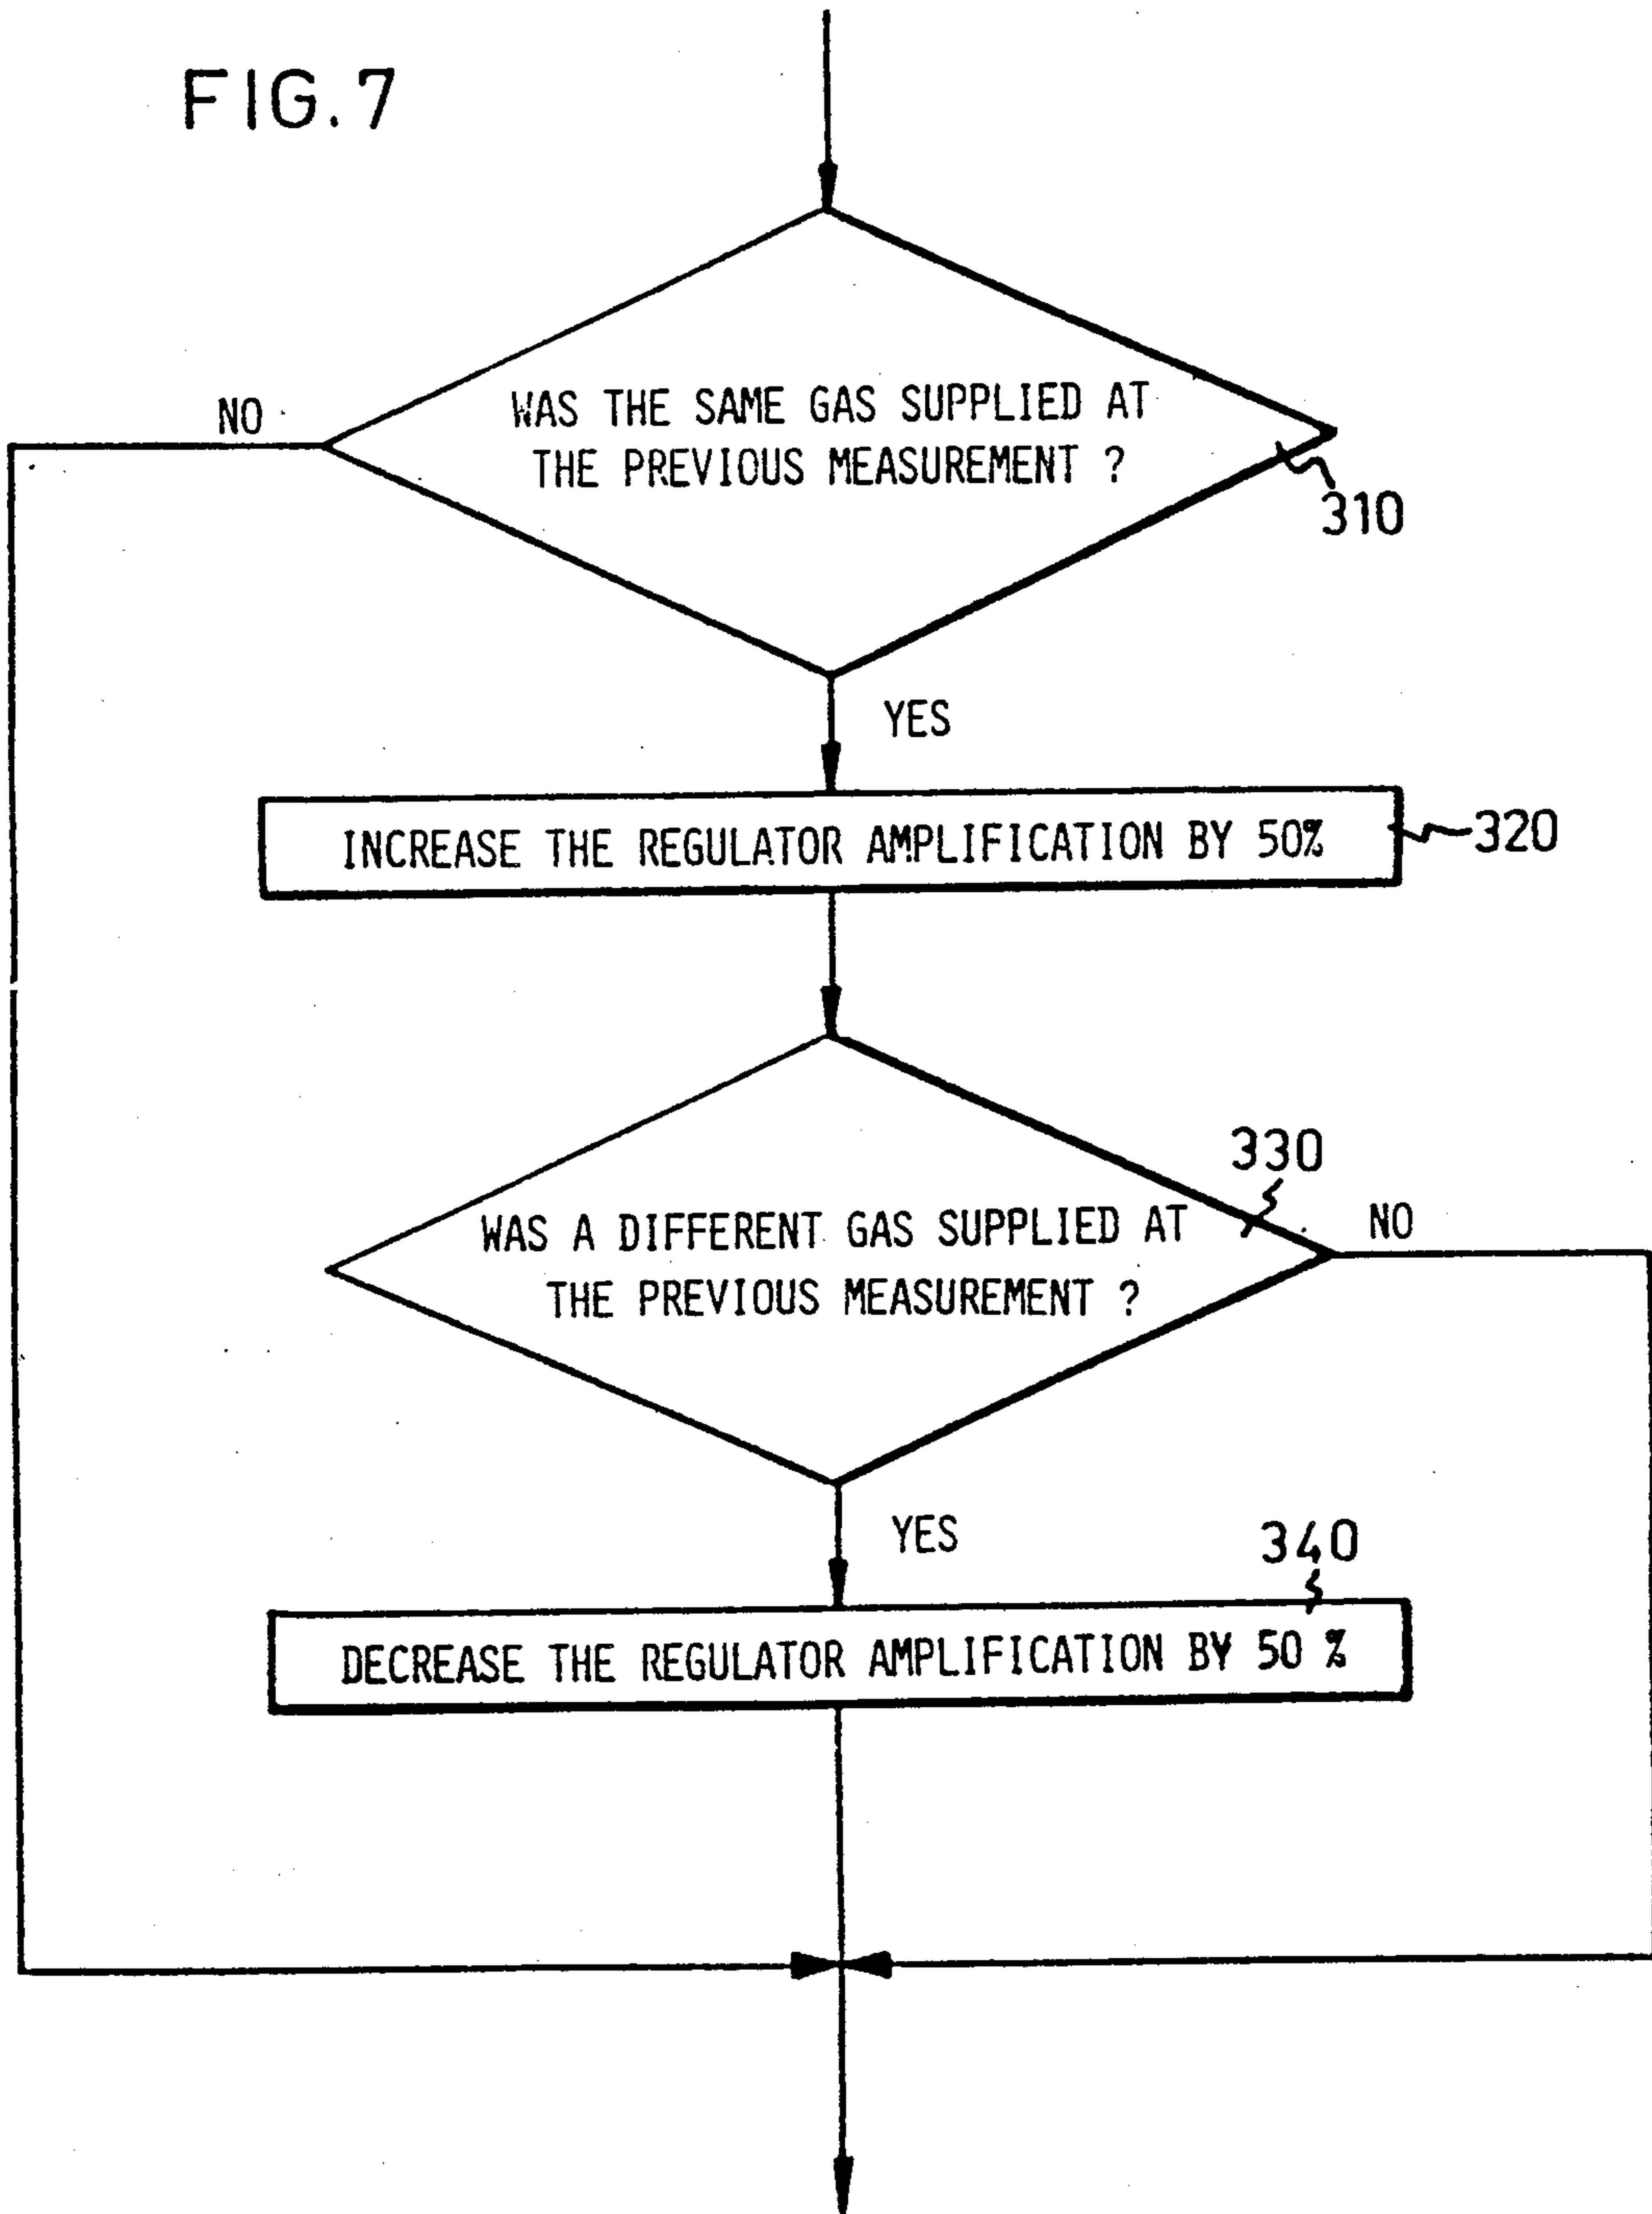 FIG. 7
NO
WAS THE SAME GAS SUPPLIED AT
THE PREVIOUS MEASUREMENT ?
310
YES
INCREASE THE REGULATOR AMPLIFICATION BY 50%
320
330
WAS A DIFFERENT GAS SUPPLIED AT
THE PREVIOUS MEASUREMENT ?
NO
YES
340
DECREASE THE REGULATOR AMPLIFICATION BY 50 %